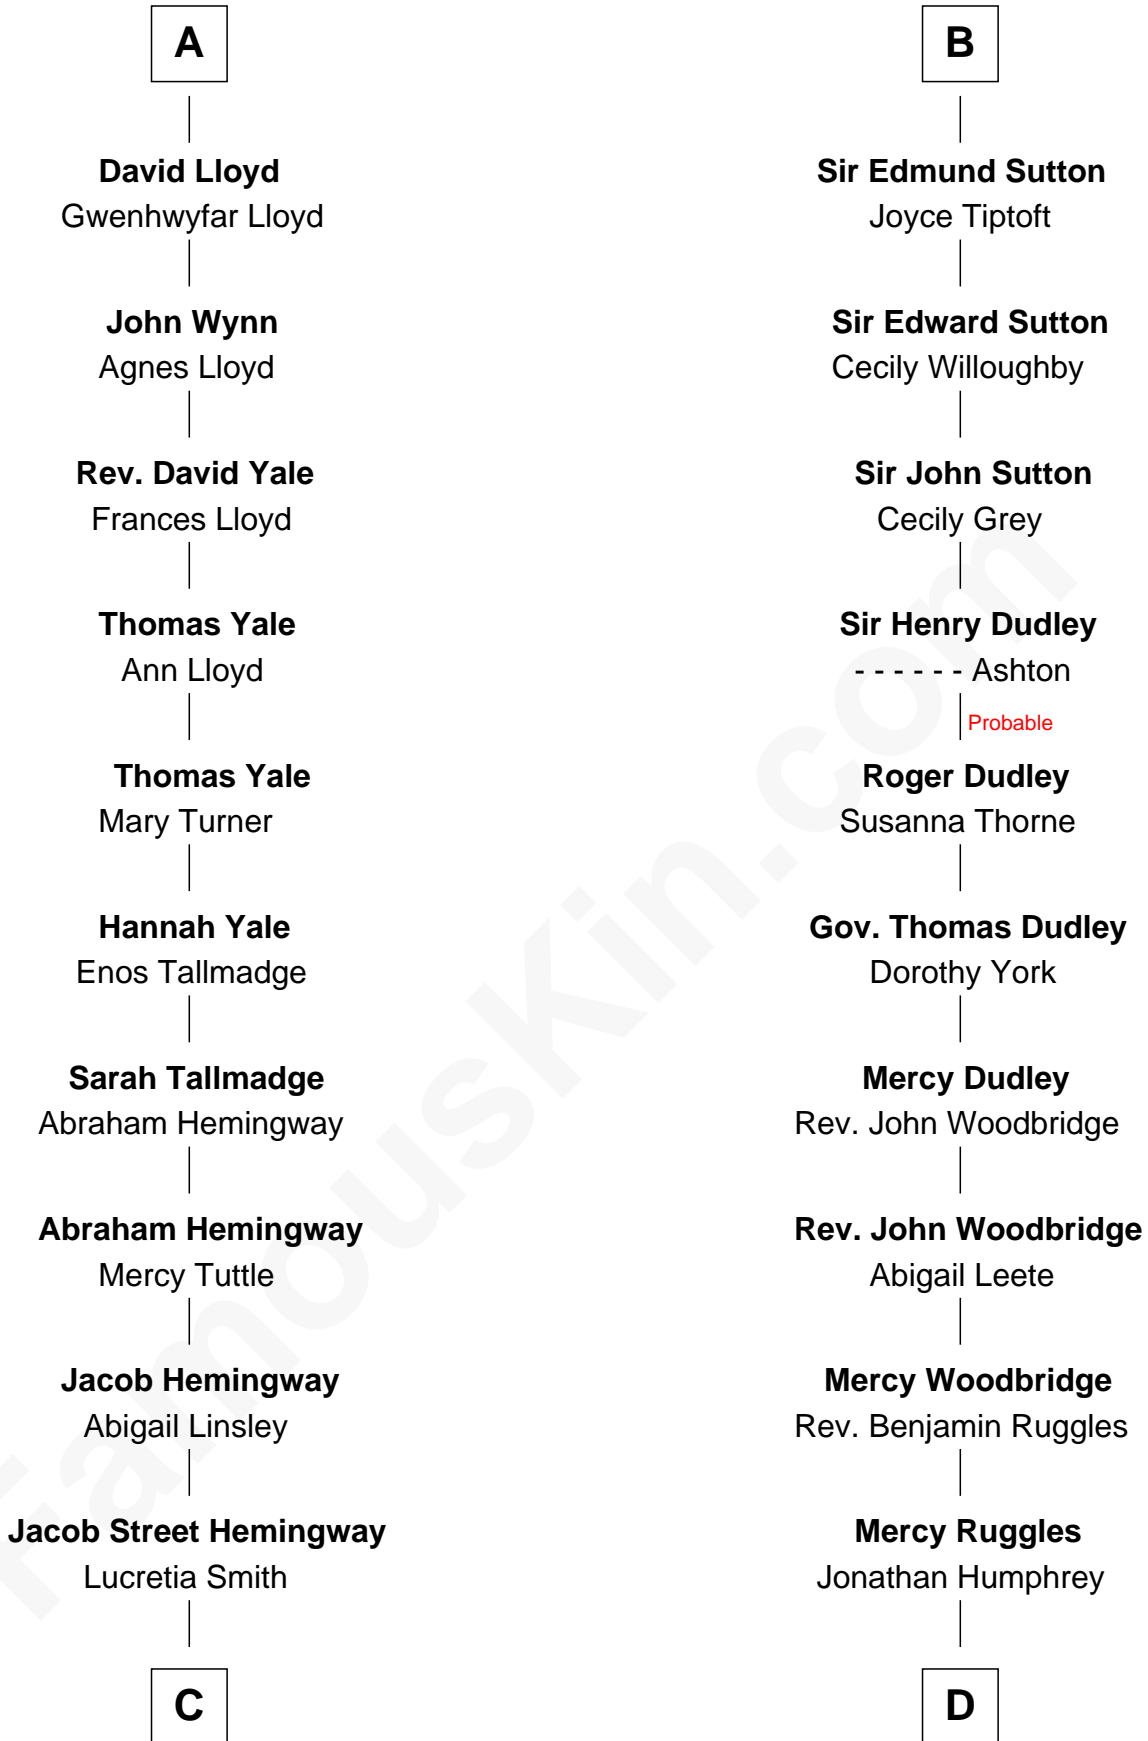 A
David Lloyd
Gwenhwyfar Lloyd
John Wynn
Agnes Lloyd
Rev. David Yale
Frances Lloyd
Thomas Yale
Ann Lloyd
Thomas Yale
Mary Turner
Hannah Yale
Enos Tallmadge
Sarah Tallmadge
Abraham Hemingway
Abraham Hemingway
Mercy Tuttle
Jacob Hemingway
Abigail Linsley
Jacob Street Hemingway
Lucretia Smith
C
B
Sir Edmund Sutton
Joyce Tiptoft
Sir Edward Sutton
Cecily Willoughby
Sir John Sutton
Cecily Grey
Sir Henry Dudley
- - - - - - Ashton
Probable
Roger Dudley
Susanna Thorne
Gov. Thomas Dudley
Dorothy York
Mercy Dudley
Rev. John Woodbridge
Rev. John Woodbridge
Abigail Leete
Mercy Woodbridge
Rev. Benjamin Ruggles
Mercy Ruggles
Jonathan Humphrey
D
FamousKin.com